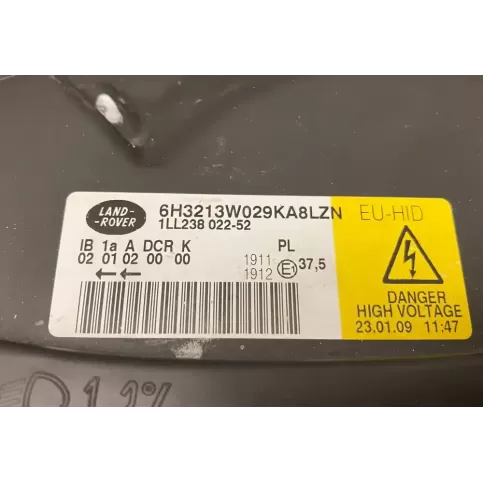 LAND-
ROVER
6H3213W029KA8LZN
1LL238 022-52
EU-HID
IB 1a A DCR K
02 01 02 00 00
PL
1911
1912
E1
37,5
DANGER
HIGH VOLTAGE
23.01.09 11:47